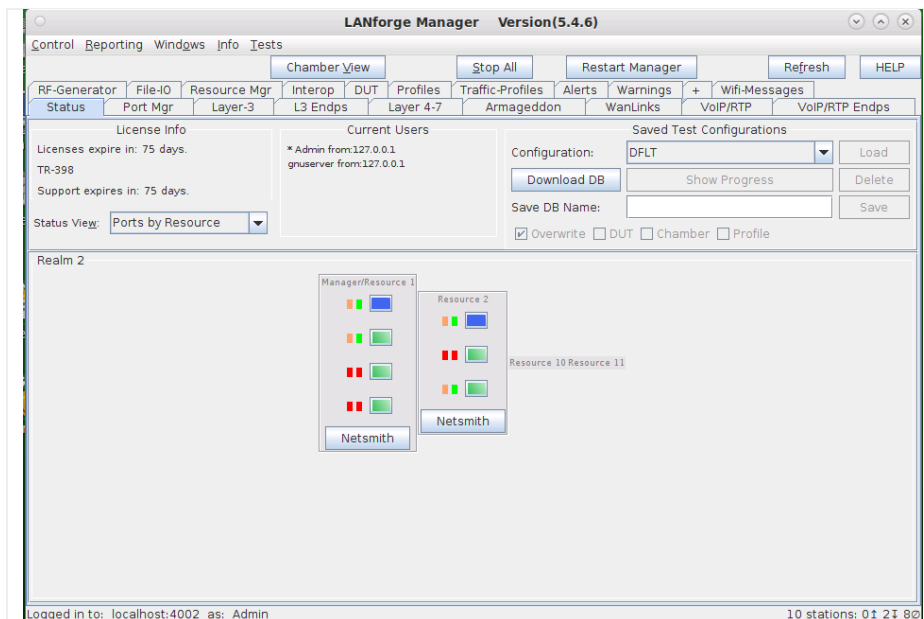 LANforge Manager Version(5.4.6)
Control Reporting Windows Info Tests
Chamber View Stop All Restart Manager Refresh HELP
RF-Generator File-IO Resource Mgr Interop DUT Profiles Traffic-Profiles Alerts Warnings + Wifi-Messages
Status Port Mgr Layer-3 L3 Endps Layer 4-7 Armageddon WanLinks VoIP/RTP VoIP/RTP Endps
License Info
Licenses expire in: 75 days.
TR-398
Support expires in: 75 days.
Status View: Ports by Resource
Current Users
* Admin from:127.0.0.1
gnuserver from:127.0.0.1
Saved Test Configurations
Configuration: DFLT Load
Download DB Show Progress Delete
Save DB Name: Save
Overwrite DUT Chamber Profile
Realm 2
Manager/Resource 1
Netsmith
Resource 2
Netsmith
Resource 10 Resource 11
Logged in to: localhost:4002 as: Admin
10 stations: 0↥ 2↧ 8∅